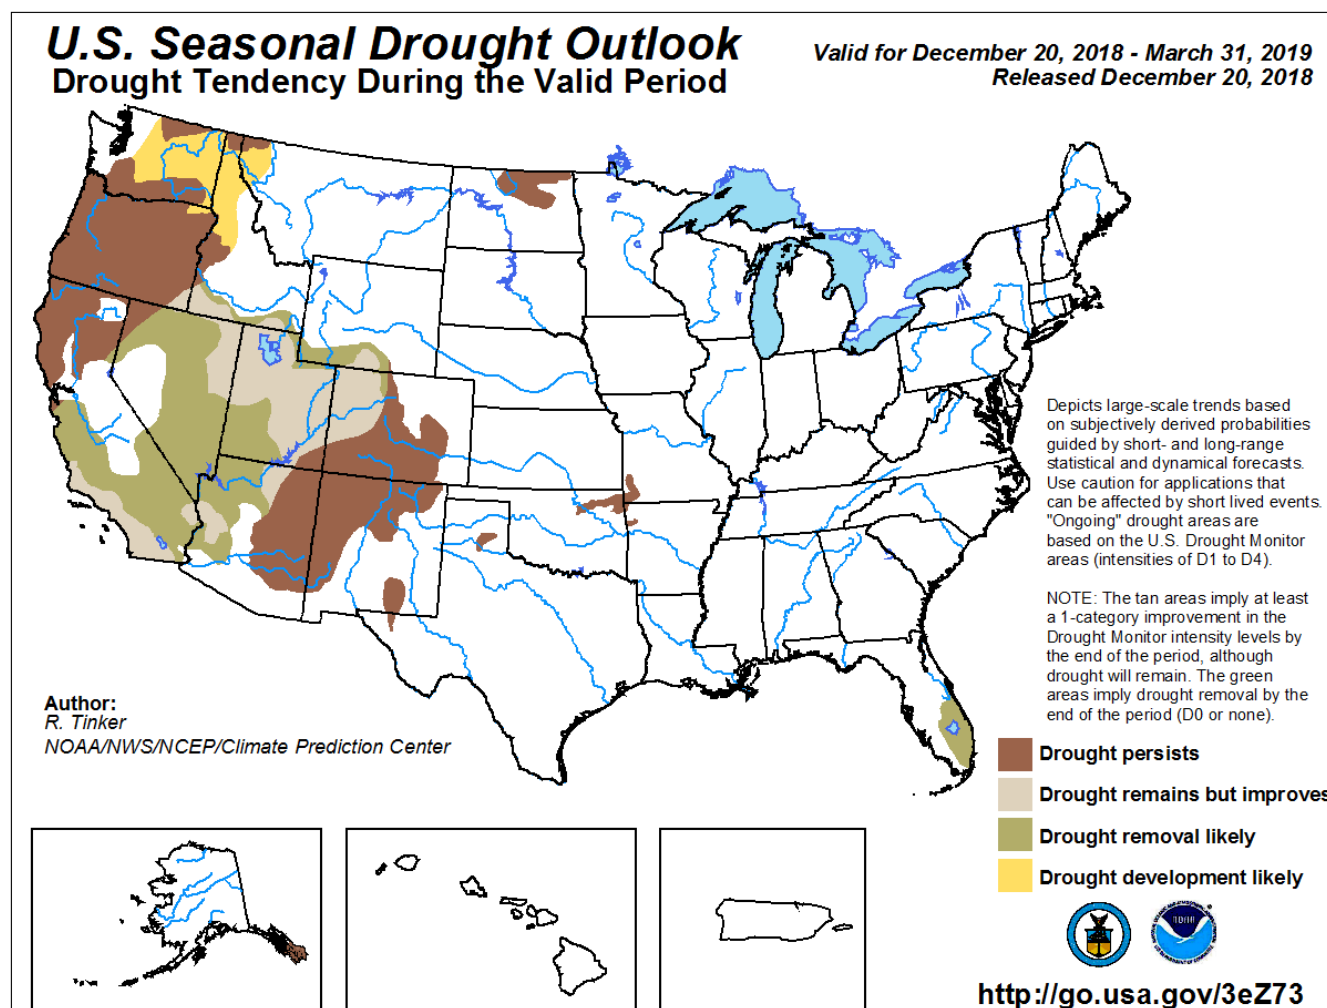 U.S. Seasonal Drought Outlook
Drought Tendency During the Valid Period
Valid for December 20, 2018 - March 31, 2019
Released December 20, 2018
Depicts large-scale trends based
on subjectively derived probabilities
guided by short- and long-range
statistical and dynamical forecasts.
Use caution for applications that
can be affected by short lived events.
"Ongoing" drought areas are
based on the U.S. Drought Monitor
areas (intensities of D1 to D4).
NOTE: The tan areas imply at least
a 1-category improvement in the
Drought Monitor intensity levels by
the end of the period, although
drought will remain. The green
areas imply drought removal by the
end of the period (D0 or none).
Author:
R. Tinker
NOAA/NWS/NCEP/Climate Prediction Center
Drought persists
Drought remains but improves
Drought removal likely
Drought development likely
http://go.usa.gov/3eZ73